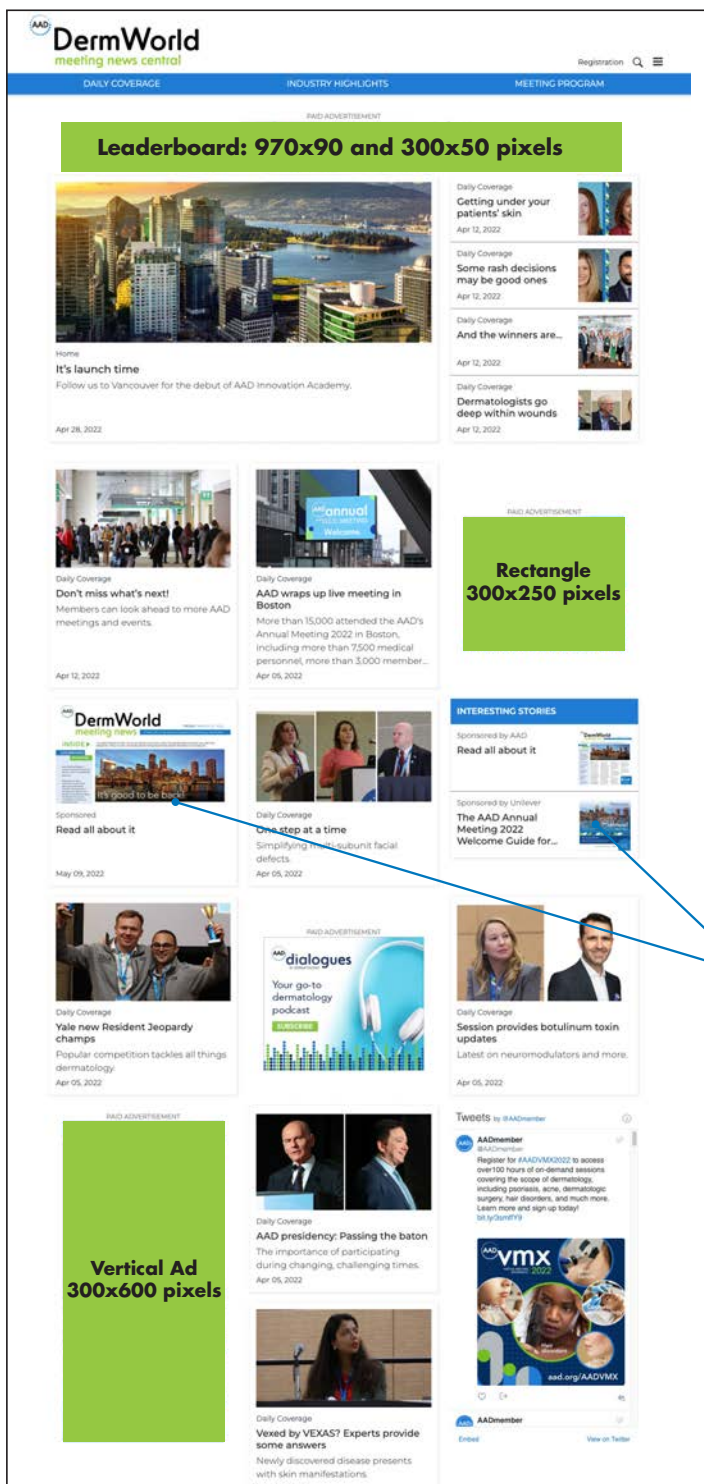 AAD
DermWorld
meeting news central
Registration
DAILY COVERAGE
INDUSTRY HIGHLIGHTS
MEETING PROGRAM
PAID ADVERTISEMENT
Leaderboard: 970x90 and 300x50 pixels
Home
It's launch time
Follow us to Vancouver for the debut of AAD Innovation Academy.
Apr 28, 2022
Daily Coverage
Getting under your
patients' skin
Apr 12, 2022
Daily Coverage
Some rash decisions
may be good ones
Apr 12, 2022
Daily Coverage
And the winners are...
Apr 12, 2022
Daily Coverage
Dermatologists go
deep within wounds
Apr 12, 2022
Daily Coverage
Don't miss what's next!
Members can look ahead to more AAD
meetings and events.
Apr 12, 2022
AAD annual
Welcome.
Daily Coverage
AAD wraps up live meeting in
Boston
More than 15,000 attended the AAD's
Annual Meeting 2022 in Boston,
including more than 7,500 medical
personnel, more than 3,000 member...
Apr 05, 2022
PAID ADVERTISEMENT
Rectangle
300x250 pixels
AAD
DermWorld
meeting news
INSIDE
It's good to be back!
Sponsored
Read all about it
May 09, 2022
Daily Coverage
One step at a time
Simplifying multi-subunit facial
defects.
Apr 05, 2022
INTERESTING STORIES
Sponsored by AAD
Read all about it
DermWorld
Sponsored by Unilever
The AAD Annual
Meeting 2022
Welcome Guide for...
Daily Coverage
Yale new Resident Jeopardy
champs
Popular competition tackles all things
dermatology.
Apr 05, 2022
PAID ADVERTISEMENT
AAD
dialogues
Your go-to
dermatology
podcast
SUBSCRIBE
Daily Coverage
Session provides botulinum toxin
updates
Latest on neuromodulators and more.
Apr 05, 2022
PAID ADVERTISEMENT
Vertical Ad
300x600 pixels
Daily Coverage
AAD presidency: Passing the baton
The importance of participating
during changing, challenging times.
Apr 05, 2022
Daily Coverage
Vexed by VEXAS? Experts provide
some answers
Newly discovered disease presents
with skin manifestations
Tweets by @AADmember
AADmember
@AADmember
Register for #AADVMX2022 to access
over100 hours of on-demand sessions
covering the scope of dermatology,
including psoriasis, acne, dermatologic
surgery, hair disorders, and much more.
Learn more and sign up today!
AAD
vmx
2022
Hair
disorders
aad.org/AADVMX
AAD
AADmember
Embed
View on Twitter